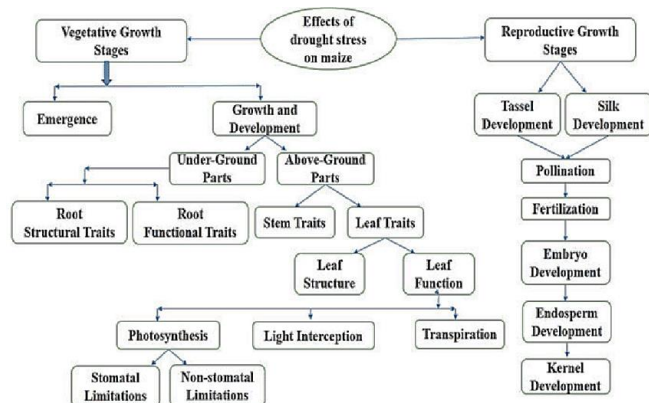 Effects of
drought stress
on maize
Vegetative Growth
Stages
Reproductive Growth
Stages
Emergence
Growth and
Development
Tassel
Development
Silk
Development
Under-Ground
Parts
Above-Ground
Parts
Pollination
Root
Structural Traits
Root
Functional Traits
Stem Traits
Leaf Traits
Fertilization
Leaf
Structure
Leaf
Function
Embryo
Development
Photosynthesis
Light Interception
Transpiration
Endosperm
Development
Stomatal
Limitations
Non-stomatal
Limitations
Kernel
Development